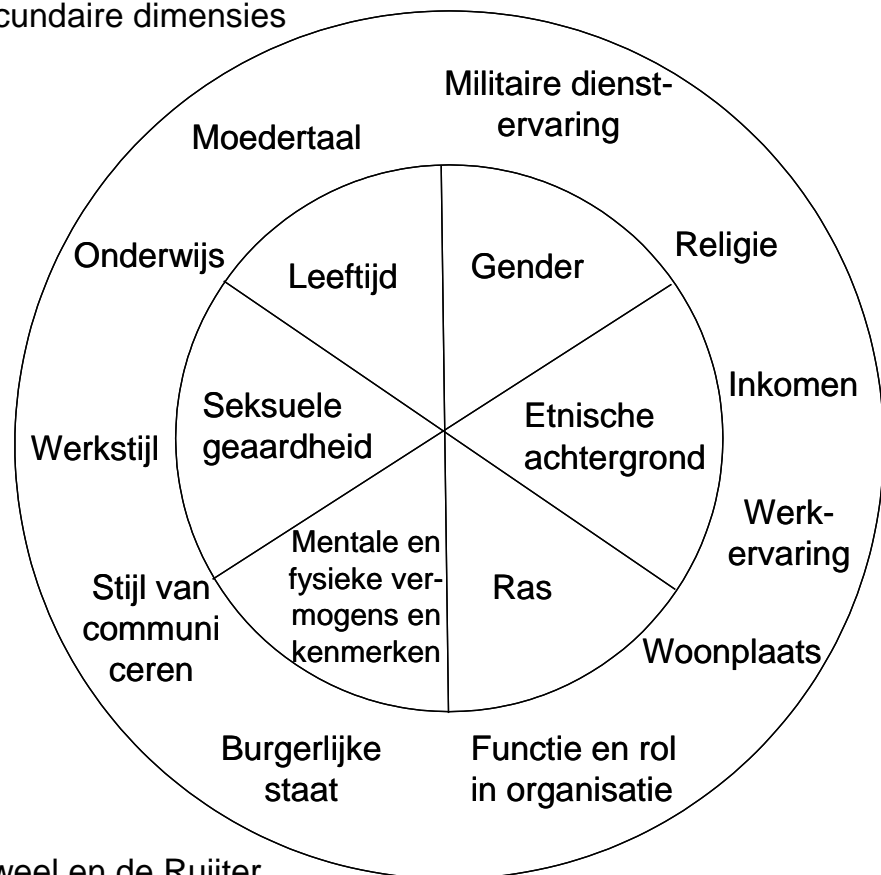 cundaire dimensies
Militaire dienst-
ervaring
Moedertaal
Religie
Onderwijs
Leeftijd
Gender
Inkomen
Seksuele
geaardheid
Etnische
achtergrond
Werkstijl
Werk-
ervaring
Mentale en
fysieke ver-
mogens en
kenmerken
Ras
Stijl van
communi
ceren
Woonplaats
Burgerlijke
staat
Functie en rol
in organisatie
weel en de Ruijter